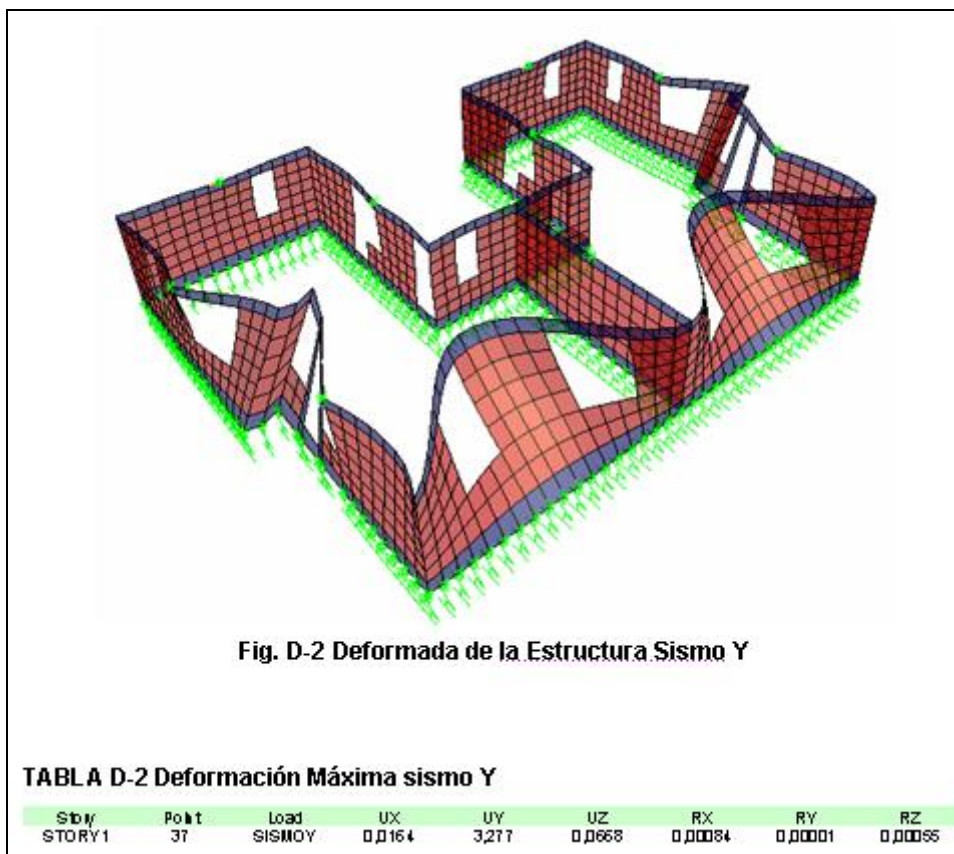 Fig. D-2 Deformada de la Estructura Sismo Y
TABLA D-2 Deformación Máxima sismo Y
Story Point Load UX UY UZ RX RY RZ
STORY1 37 SISMOY 0,0164 3,277 0,0668 0,00084 0,00001 0,00055